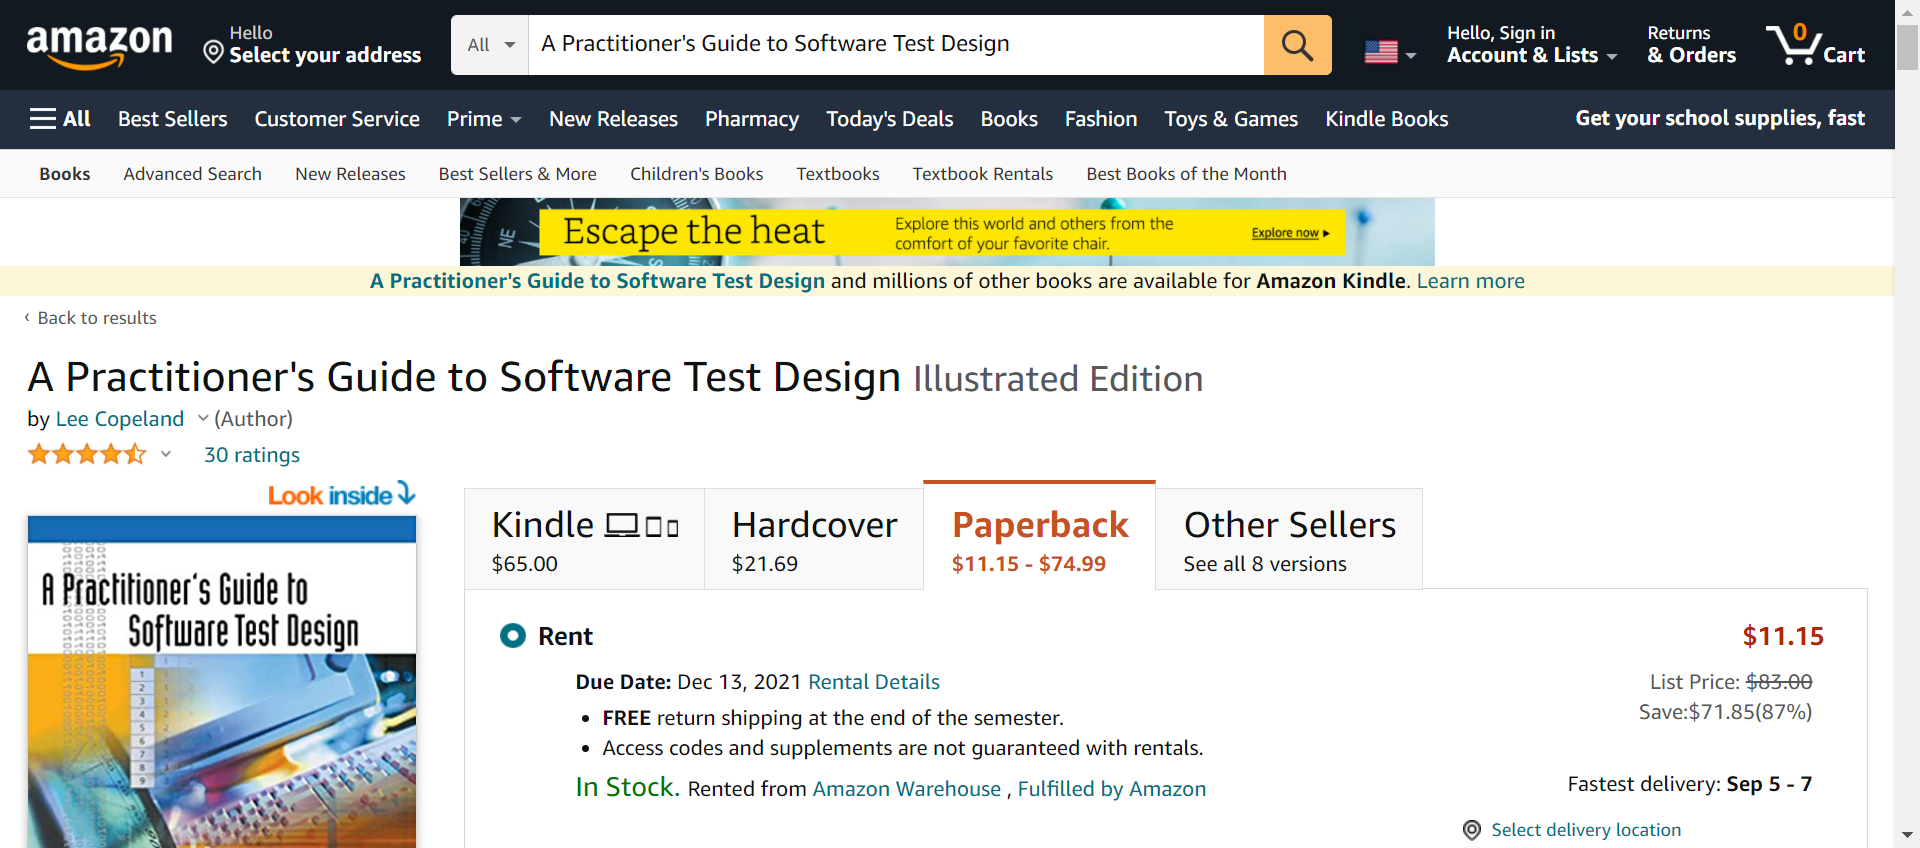 amazon
Hello
Select your address
All
A Practitioner's Guide to Software Test Design
Hello, Sign in
Account & Lists
Returns
& Orders
0
Cart
All
Best Sellers
Customer Service
Prime
New Releases
Pharmacy
Today's Deals
Books
Fashion
Toys & Games
Kindle Books
Get your school supplies, fast
Books
Advanced Search
New Releases
Best Sellers & More
Children's Books
Textbooks
Textbook Rentals
Best Books of the Month
NE
Escape the heat
Explore this world and others from the
comfort of your favorite chair.
Explore now
A Practitioner's Guide to Software Test Design and millions of other books are available for Amazon Kindle. Learn more
‹ Back to results
A Practitioner's Guide to Software Test Design Illustrated Edition
by Lee Copeland (Author)
30 ratings
Look inside
A Practitioner's Guide to
Software Test Design
1
2
3
4
5
6
7
8
9
Kindle
$65.00
Hardcover
$21.69
Paperback
$11.15 - $74.99
Other Sellers
See all 8 versions
Rent
$11.15
Due Date: Dec 13, 2021 Rental Details
List Price: $83.00
Save:$71.85(87%)
• FREE return shipping at the end of the semester.
• Access codes and supplements are not guaranteed with rentals.
In Stock. Rented from Amazon Warehouse , Fulfilled by Amazon
Fastest delivery: Sep 5 - 7
Select delivery location